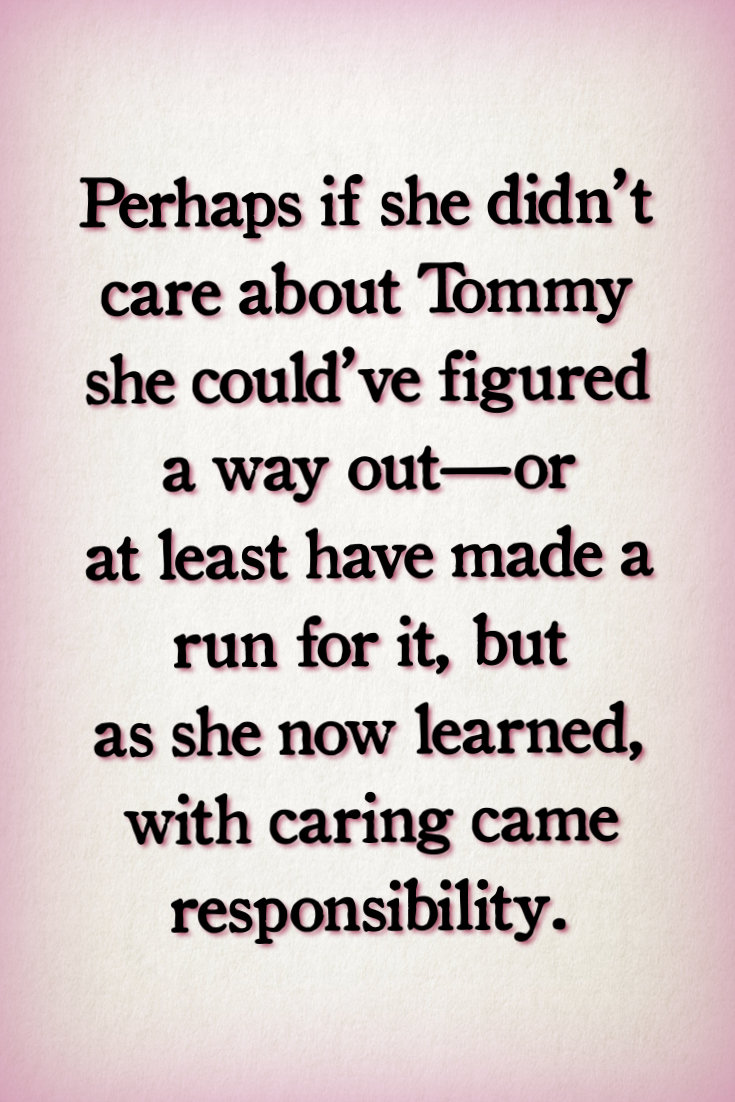 Perhaps if she didn’t
care about Tommy
she could’ve figured
a way out—or
at least have made a
run for it, but
as she now learned,
with caring came
responsibility.